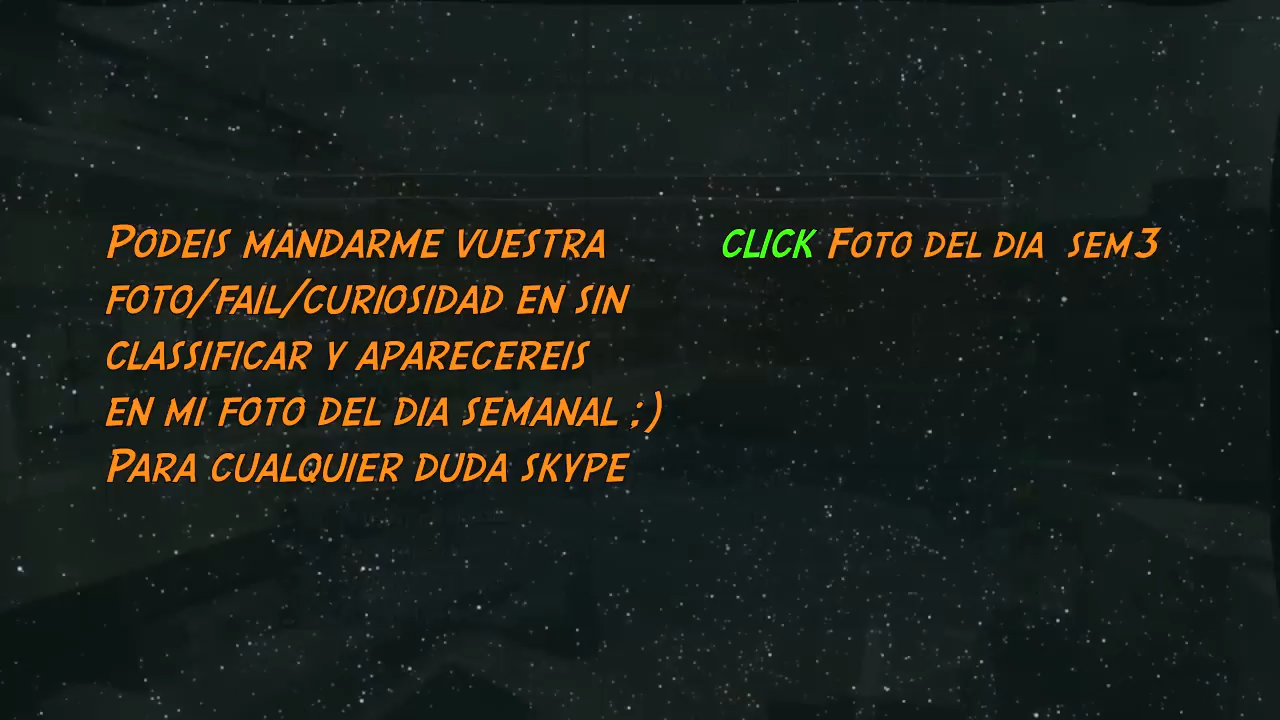 Podeis mandarme vuestra
foto/fail/curiosidad en sin
classificar y aparecereis
en mi foto del dia semanal ;)
Para cualquier duda skype
click Foto del dia sem3